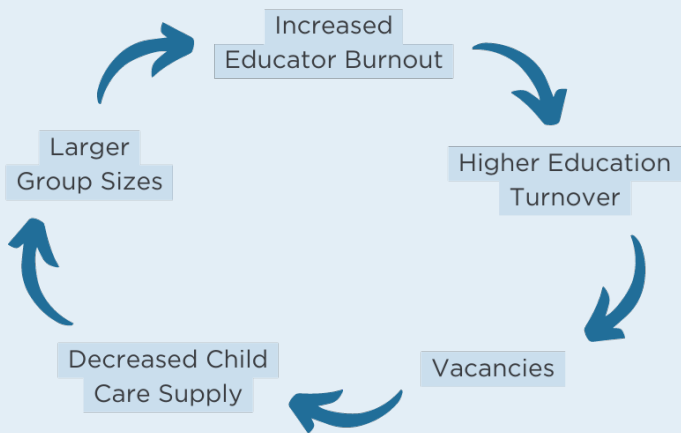 Increased
Educator Burnout
Higher Education
Turnover
Vacancies
Decreased Child
Care Supply
Larger
Group Sizes